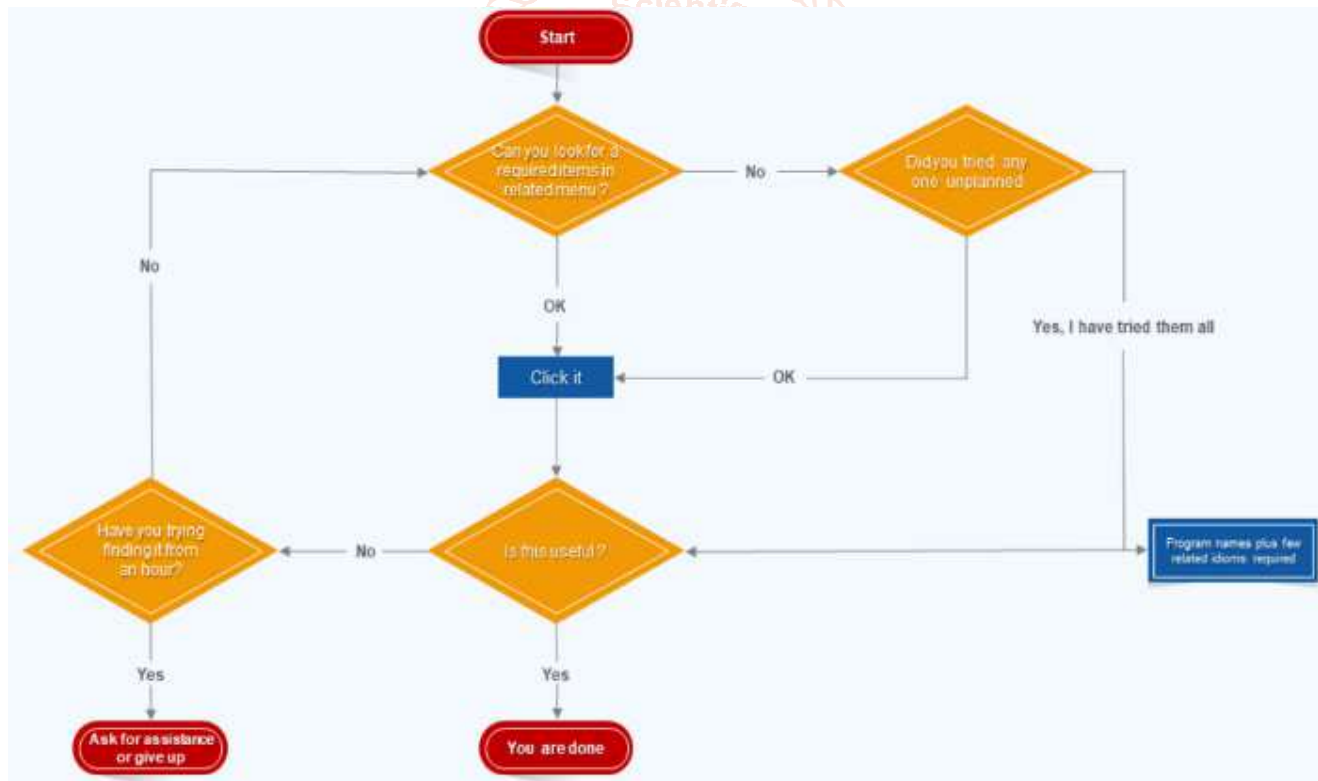 Start
Can you look for a
required items in
related menu ?
No
Did you tried any
one unplanned
No
OK
Yes, I have tried them all
Click it
OK
Have you trying
finding it from
an hour?
No
Is this useful ?
Program names plus few
related idioms required
Yes
Yes
Ask for assistance
or give up
You are done